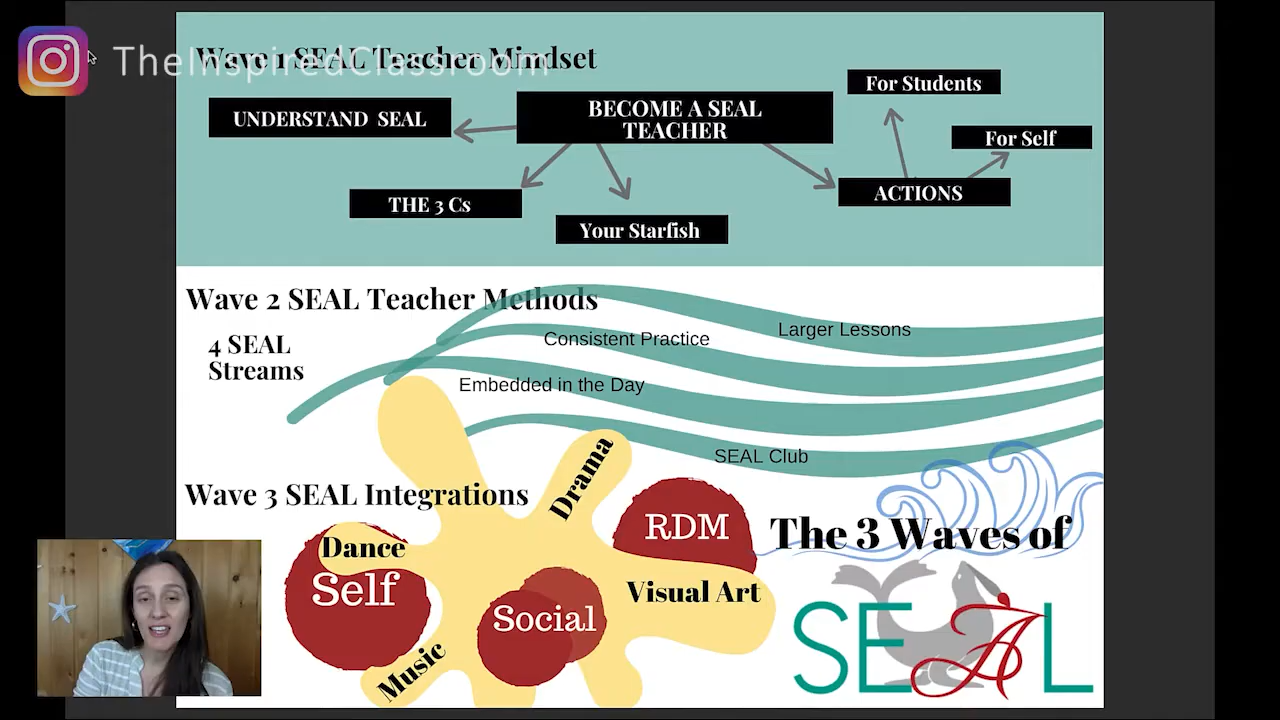 TheInspiredClassroom
Wave 1 SEAL Teacher Mindset
For Students
UNDERSTAND SEAL
BECOME A SEAL
TEACHER
For Self
THE 3 Cs
ACTIONS
Your Starfish
Wave 2 SEAL Teacher Methods
4 SEAL
Streams
Larger Lessons
Consistent Practice
Embedded in the Day
SEAL Club
Wave 3 SEAL Integrations
Drama
RDM
Dance
Self
Social
Visual Art
Music
The 3 Waves of
SEAL